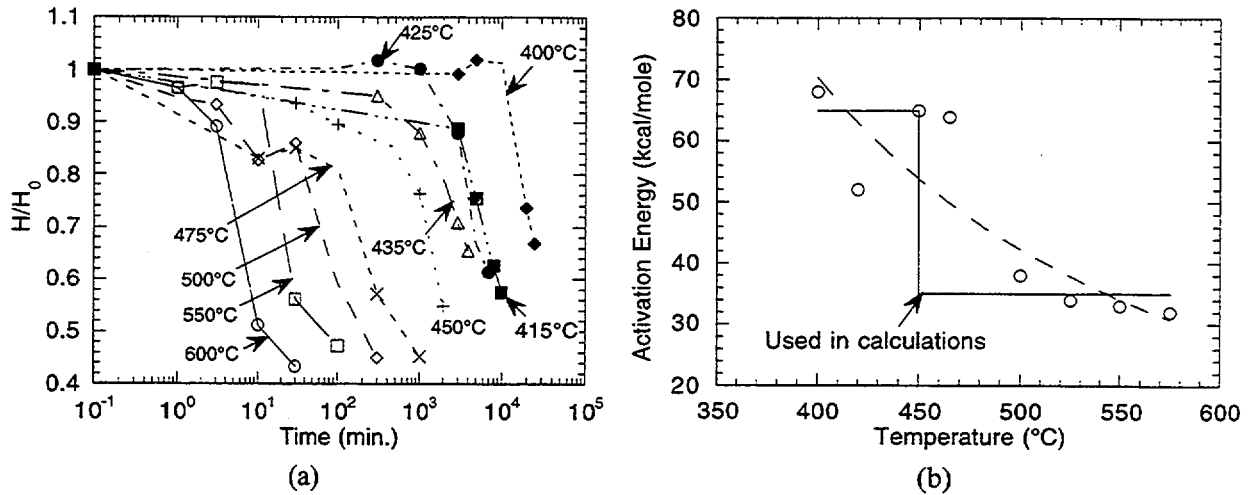 H/H₀
1.1
1
0.9
0.8
0.7
0.6
0.5
0.4
425°C
400°C
475°C
500°C
550°C
600°C
435°C
450°C
415°C
10⁻¹
10⁰
10¹
10²
10³
10⁴
10⁵
Time (min.)
(a)
Activation Energy (kcal/mole)
80
70
60
50
40
30
20
Used in calculations
350
400
450
500
550
600
Temperature (°C)
(b)